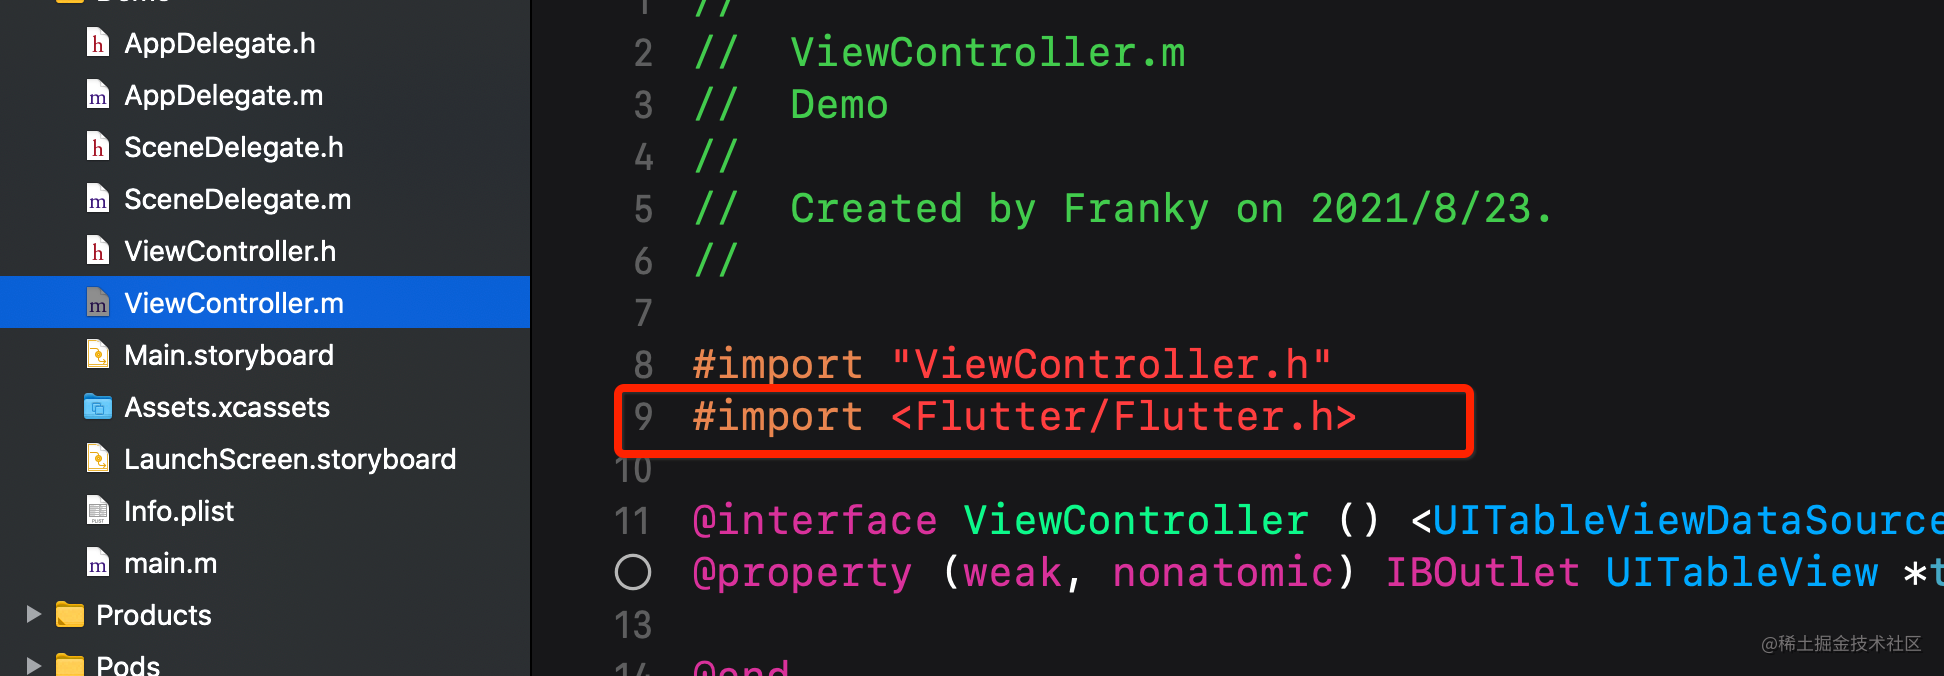 Demo
AppDelegate.h
AppDelegate.m
SceneDelegate.h
SceneDelegate.m
ViewController.h
ViewController.m
Main.storyboard
Assets.xcassets
LaunchScreen.storyboard
Info.plist
main.m
Products
Pods
1 //
2 //  ViewController.m
3 //  Demo
4 //
5 //  Created by Franky on 2021/8/23.
6 //
7
8 #import "ViewController.h"
9 #import <Flutter/Flutter.h>
10
11 @interface ViewController () <UITableViewDataSource
@property (weak, nonatomic) IBOutlet UITableView *t
13
14 @end
@稀土掘金技术社区